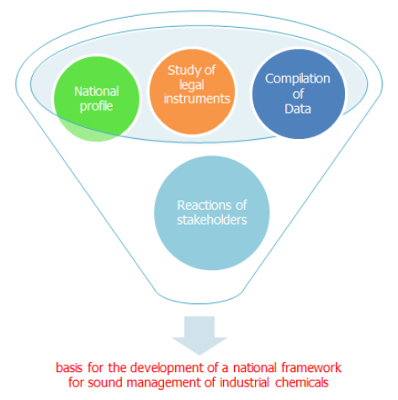 National
profile
Study of
legal
instruments
Compilation
of
Data
Reactions of
stakeholders
basis for the development of a national framework
for sound management of industrial chemicals